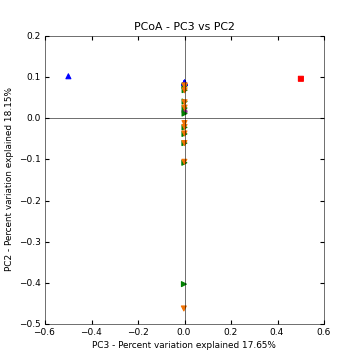 PCoA - PC3 vs PC2
0.2
0.1
0.0
−0.1
−0.2
−0.3
−0.4
−0.5
PC2 - Percent variation explained 18.15%
−0.6 −0.4 −0.2 0.0 0.2 0.4 0.6
PC3 - Percent variation explained 17.65%